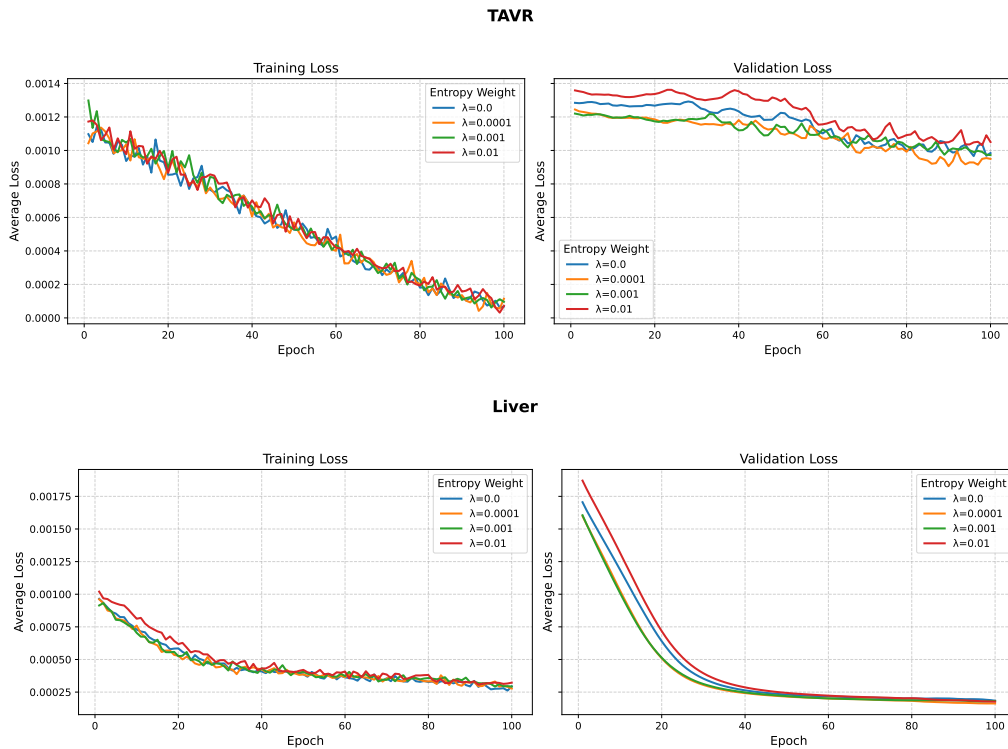 TAVR
Training Loss
Validation Loss
0.0014
0.0012
0.0010
0.0008
0.0006
0.0004
0.0002
0.0000
Average Loss
Entropy Weight
λ=0.0
λ=0.0001
λ=0.001
λ=0.01
0 20 40 60 80 100
Epoch
Average Loss
Entropy Weight
λ=0.0
λ=0.0001
λ=0.001
λ=0.01
0 20 40 60 80 100
Epoch
Liver
Training Loss
Validation Loss
0.00175
0.00150
0.00125
0.00100
0.00075
0.00050
0.00025
Average Loss
Entropy Weight
λ=0.0
λ=0.0001
λ=0.001
λ=0.01
0 20 40 60 80 100
Epoch
Average Loss
Entropy Weight
λ=0.0
λ=0.0001
λ=0.001
λ=0.01
0 20 40 60 80 100
Epoch